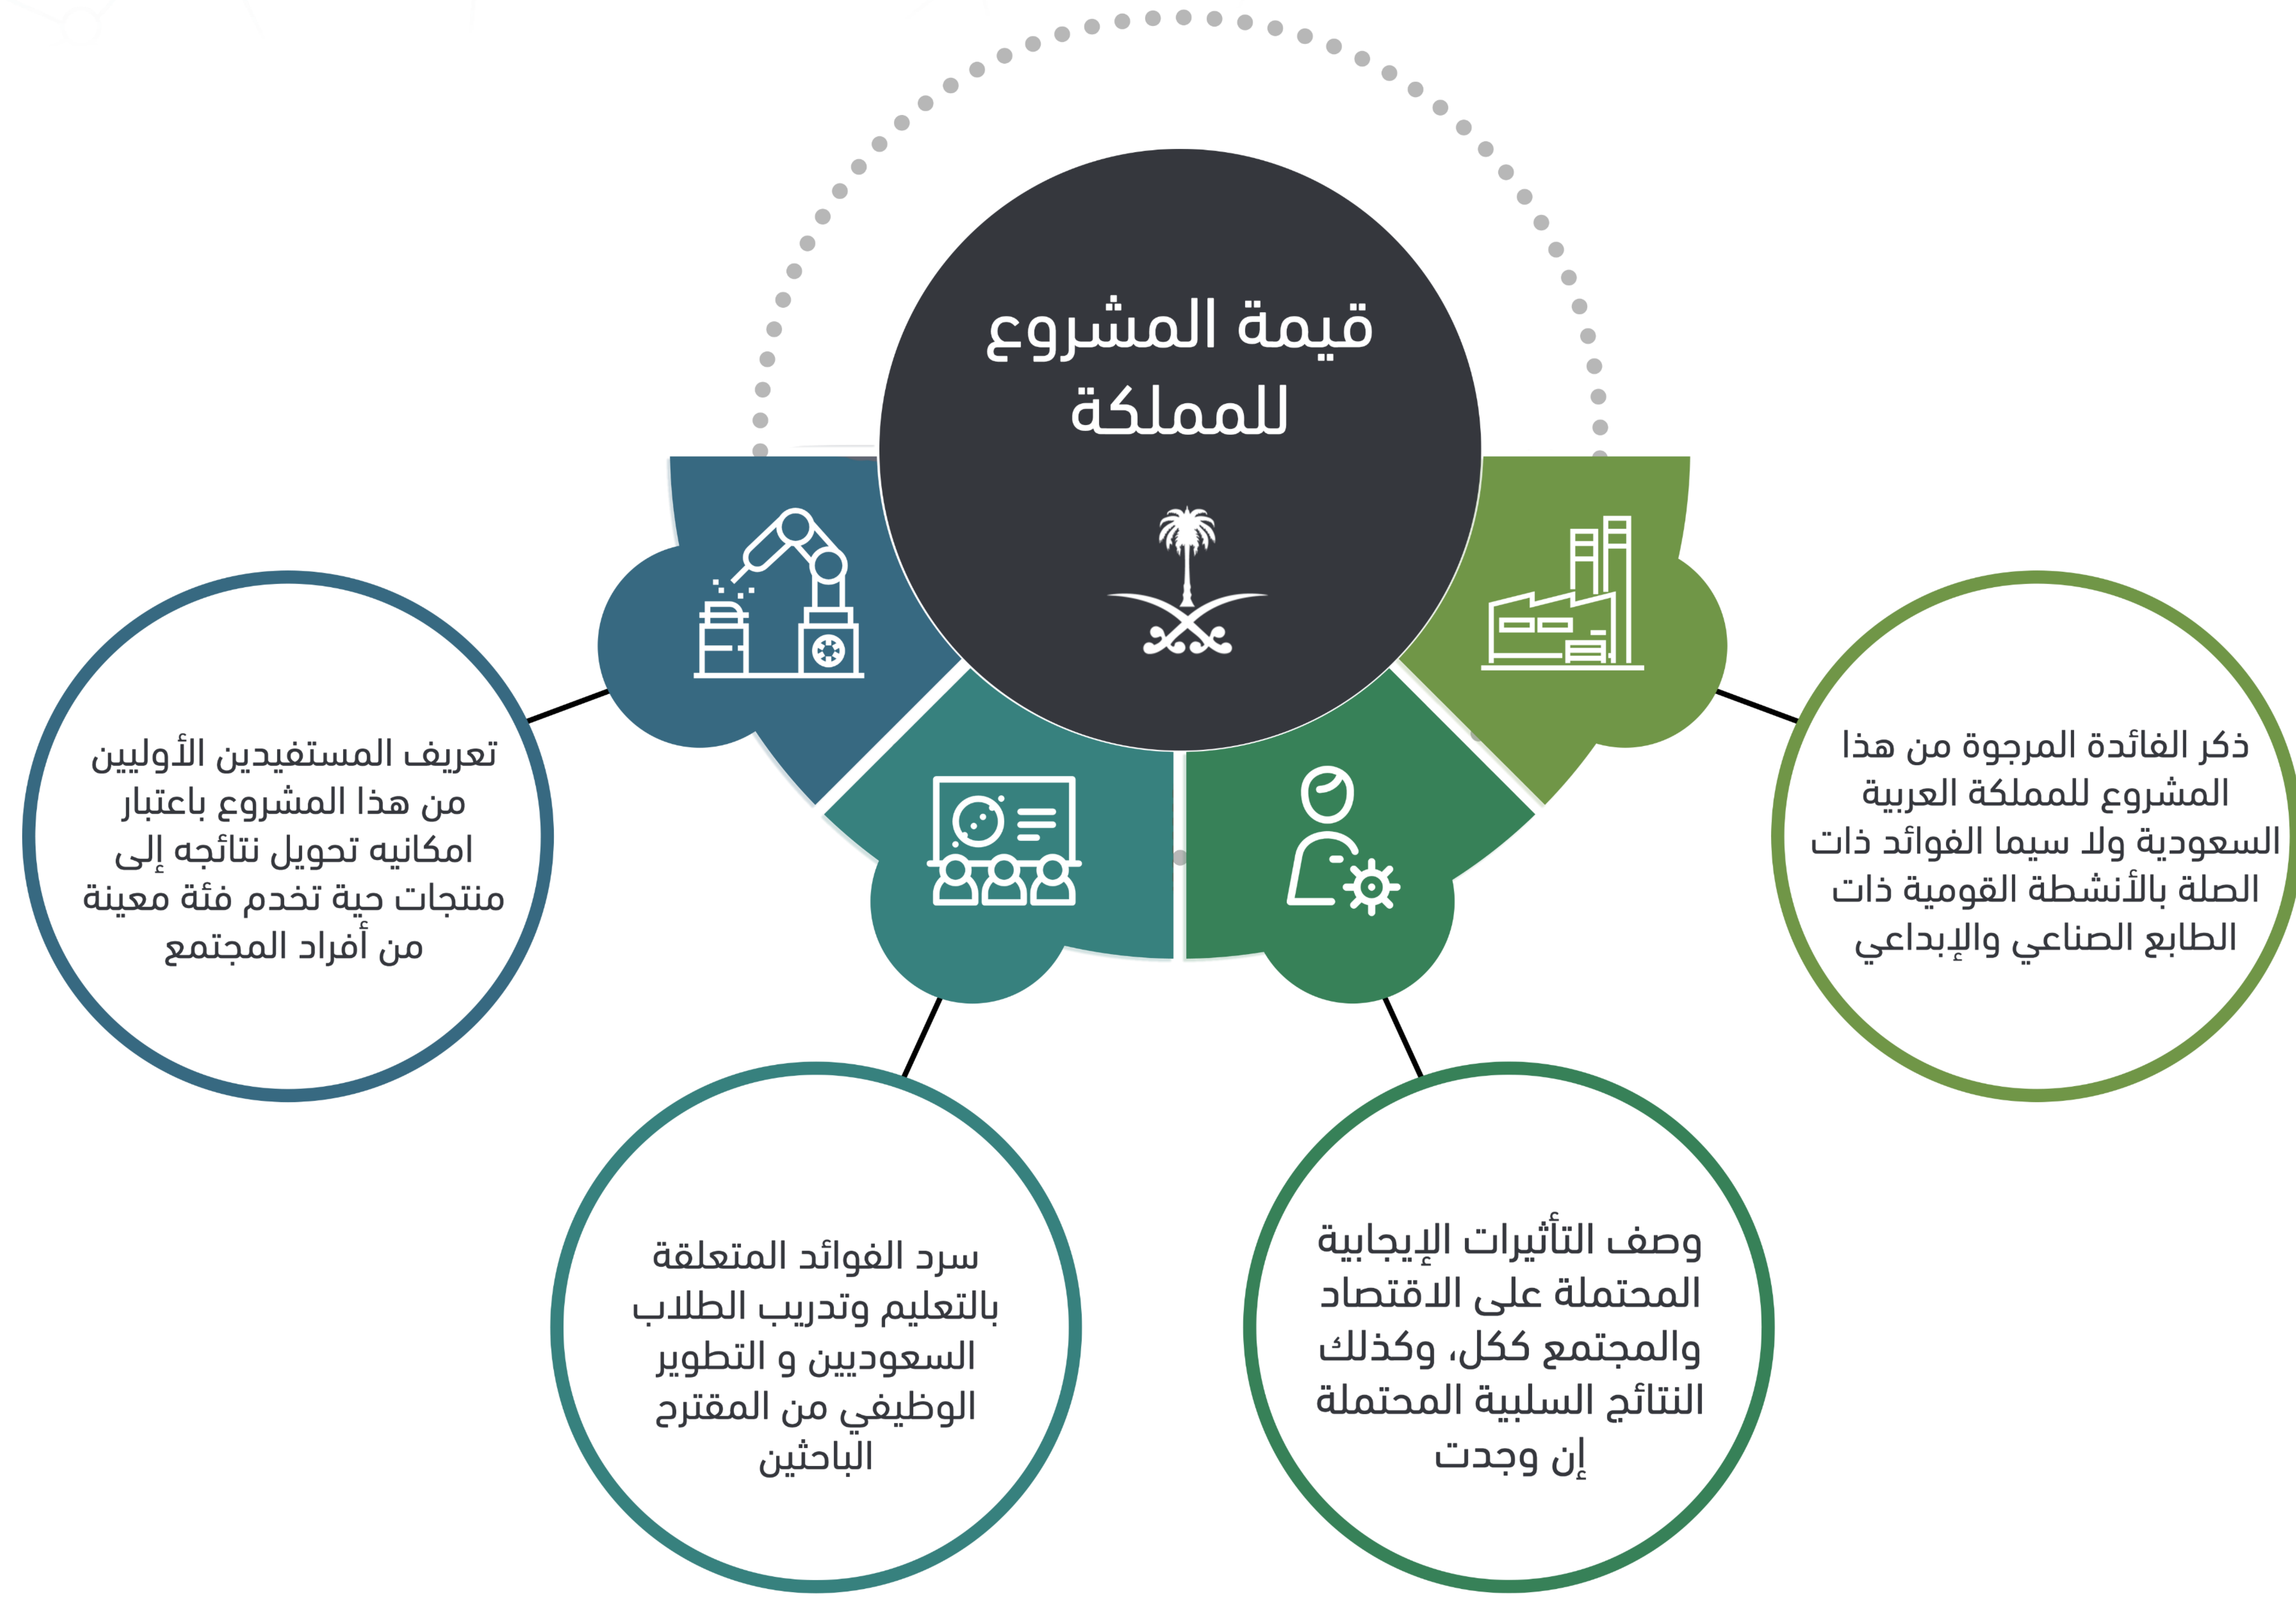 قيمة المشروع
للمملكة
ذكر الفائدة المرجوة من هذا
المشروع للمملكة العربية
السعودية ولا سيما الفوائد ذات
الصلة بالأنشطة القومية ذات
الطابع الصناعي والإبداعي
وصف التأثيرات الإيجابية
المحتملة على الاقتصاد
والمجتمع ككل، وكذلك
النتائج السلبية المحتملة
إن وجدت
سرد الفوائد المتعلقة
بالتعليم وتدريب الطلاب
السعوديين و التطوير
الوظيفي من المقترح
الباحثين
تعريف المستفيدين الأوليين
من هذا المشروع باعتبار
امكانيه تحويل نتائجه إلى
منتجات حية تخدم فئة معينة
من أفراد المجتمع